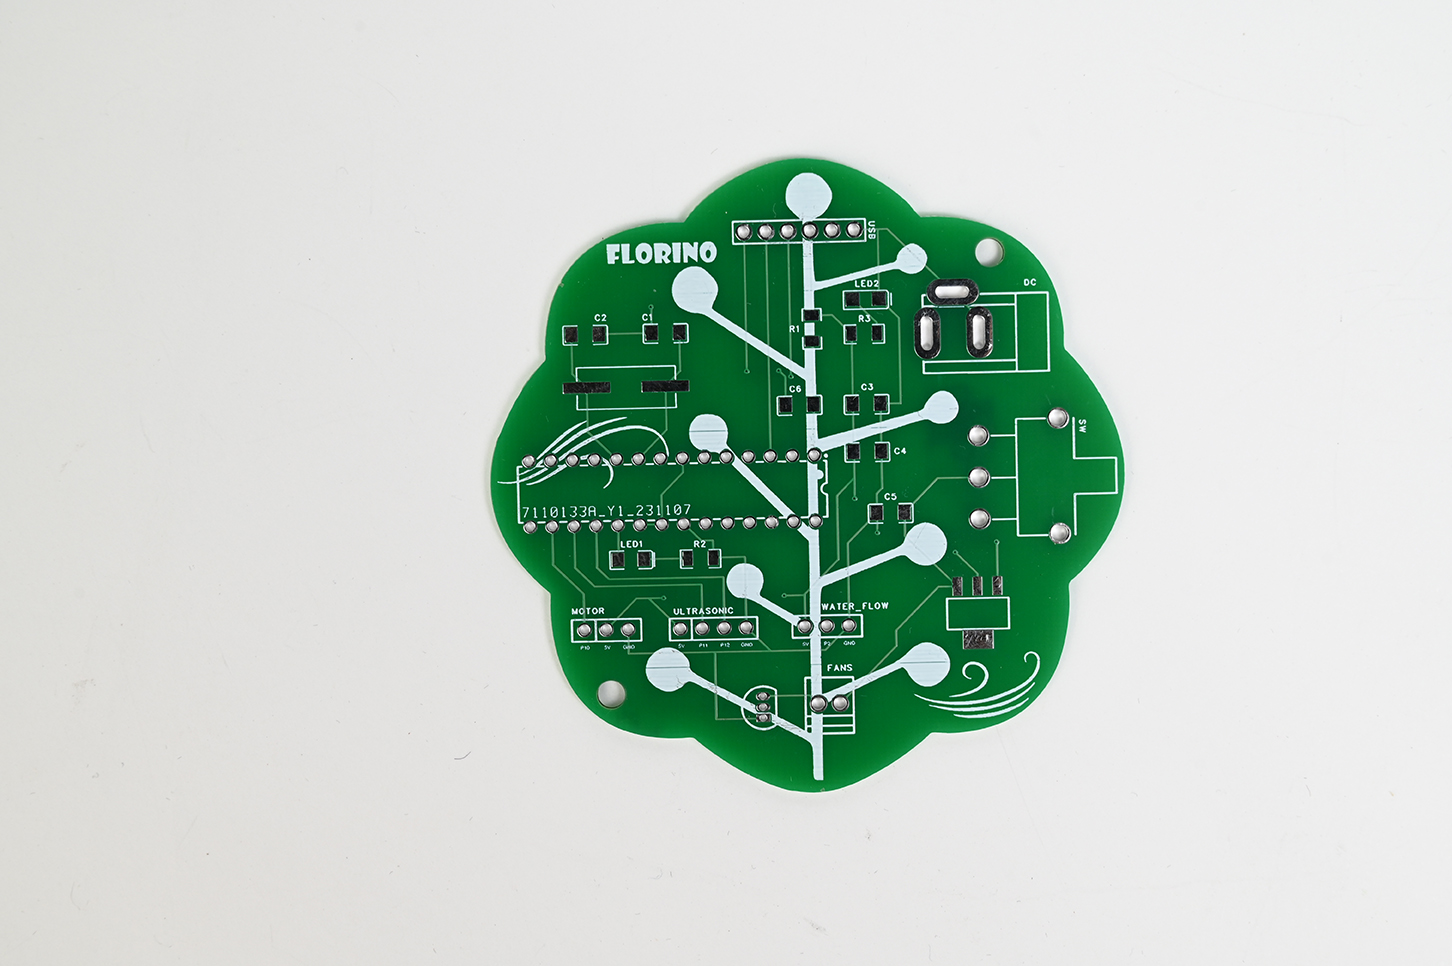 USB
FLORINO
DC
LED2
C2
C1
R1
R3
C6
C3
SW
C4
C5
7110133A_Y1_231107
LED1
R2
MOTOR
ULTRASONIC
WATER_FLOW
P10 5V GND
5V P11 P12 GND
5V P2 GND
FANS